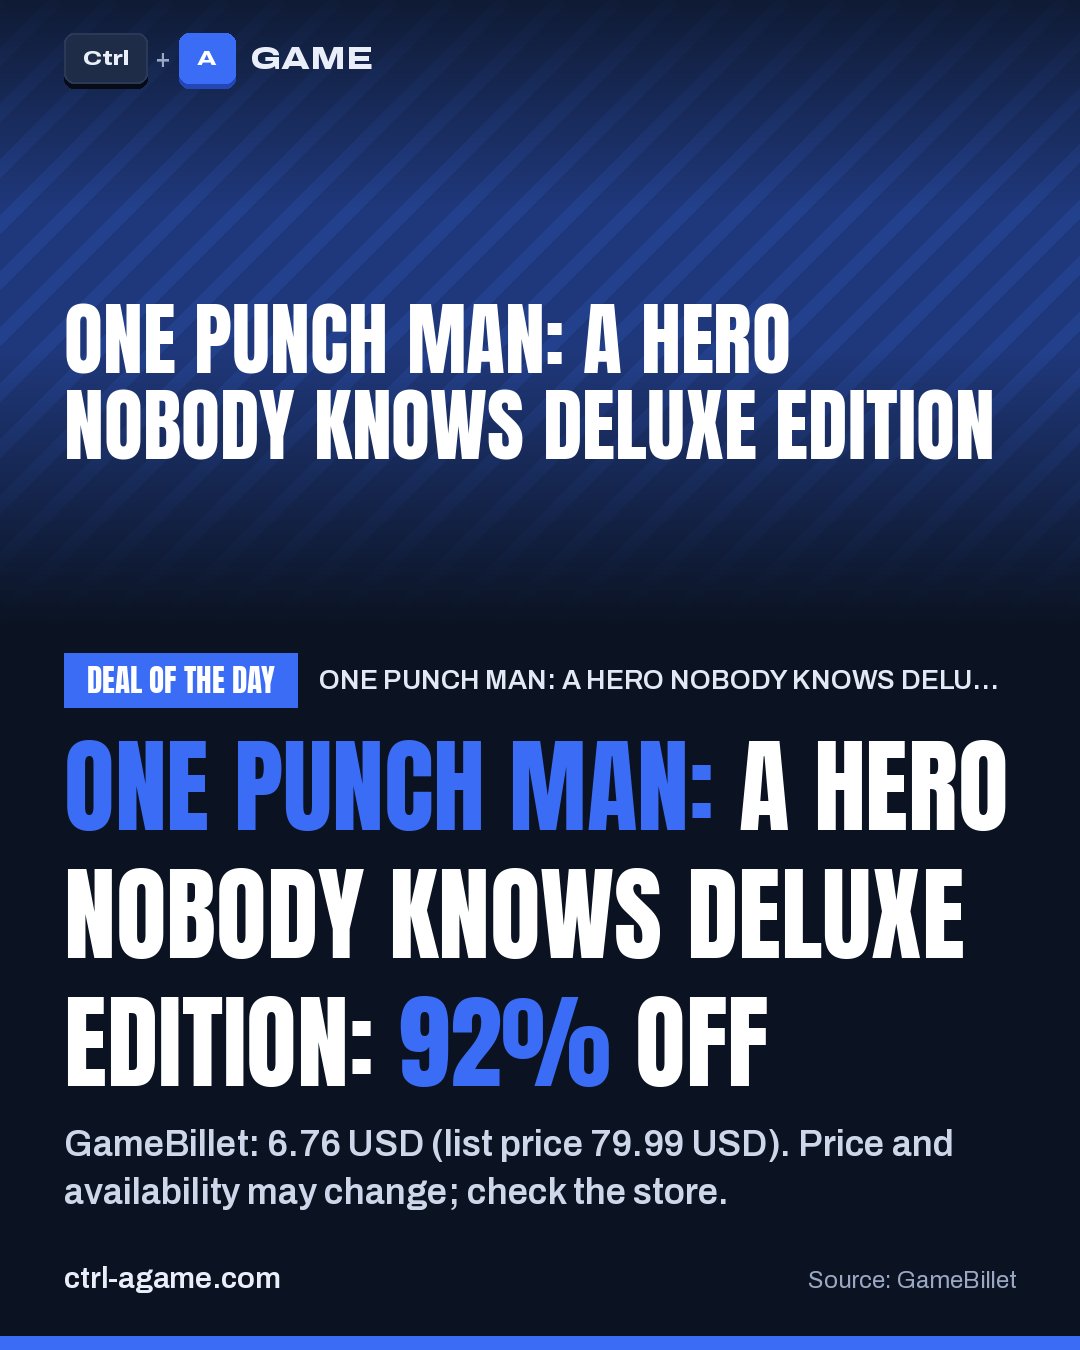 Ctrl + A GAME
ONE PUNCH MAN: A HERO
NOBODY KNOWS DELUXE EDITION
DEAL OF THE DAY ONE PUNCH MAN: A HERO NOBODY KNOWS DELU...
ONE PUNCH MAN: A HERO
NOBODY KNOWS DELUXE
EDITION: 92% OFF
GameBillet: 6.76 USD (list price 79.99 USD). Price and
availability may change; check the store.
ctrl-agame.com Source: GameBillet